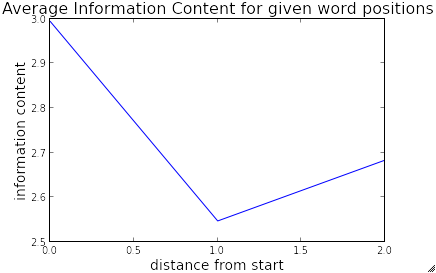 Average Information Content for given word positions
3.0
2.9
2.8
2.7
2.6
2.5
information content
0.0 0.5 1.0 1.5 2.0
distance from start